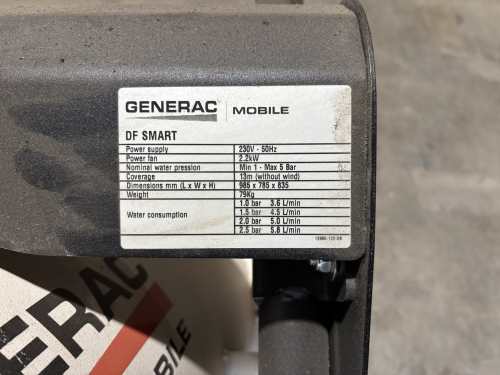 GENERAC MOBILE
DF SMART
Power supply 230V - 50Hz
Power fan 2.2kW
Nominal water pression Min 1 - Max 5 Bar
Coverage 13m (without wind)
Dimensions mm (L x W x H) 985 x 785 x 835
Weight 79Kg
Water consumption
1.0 bar 3.6 L/min
1.5 bar 4.5 L/min
2.0 bar 5.0 L/min
2.5 bar 5.8 L/min
ERAC
BILE